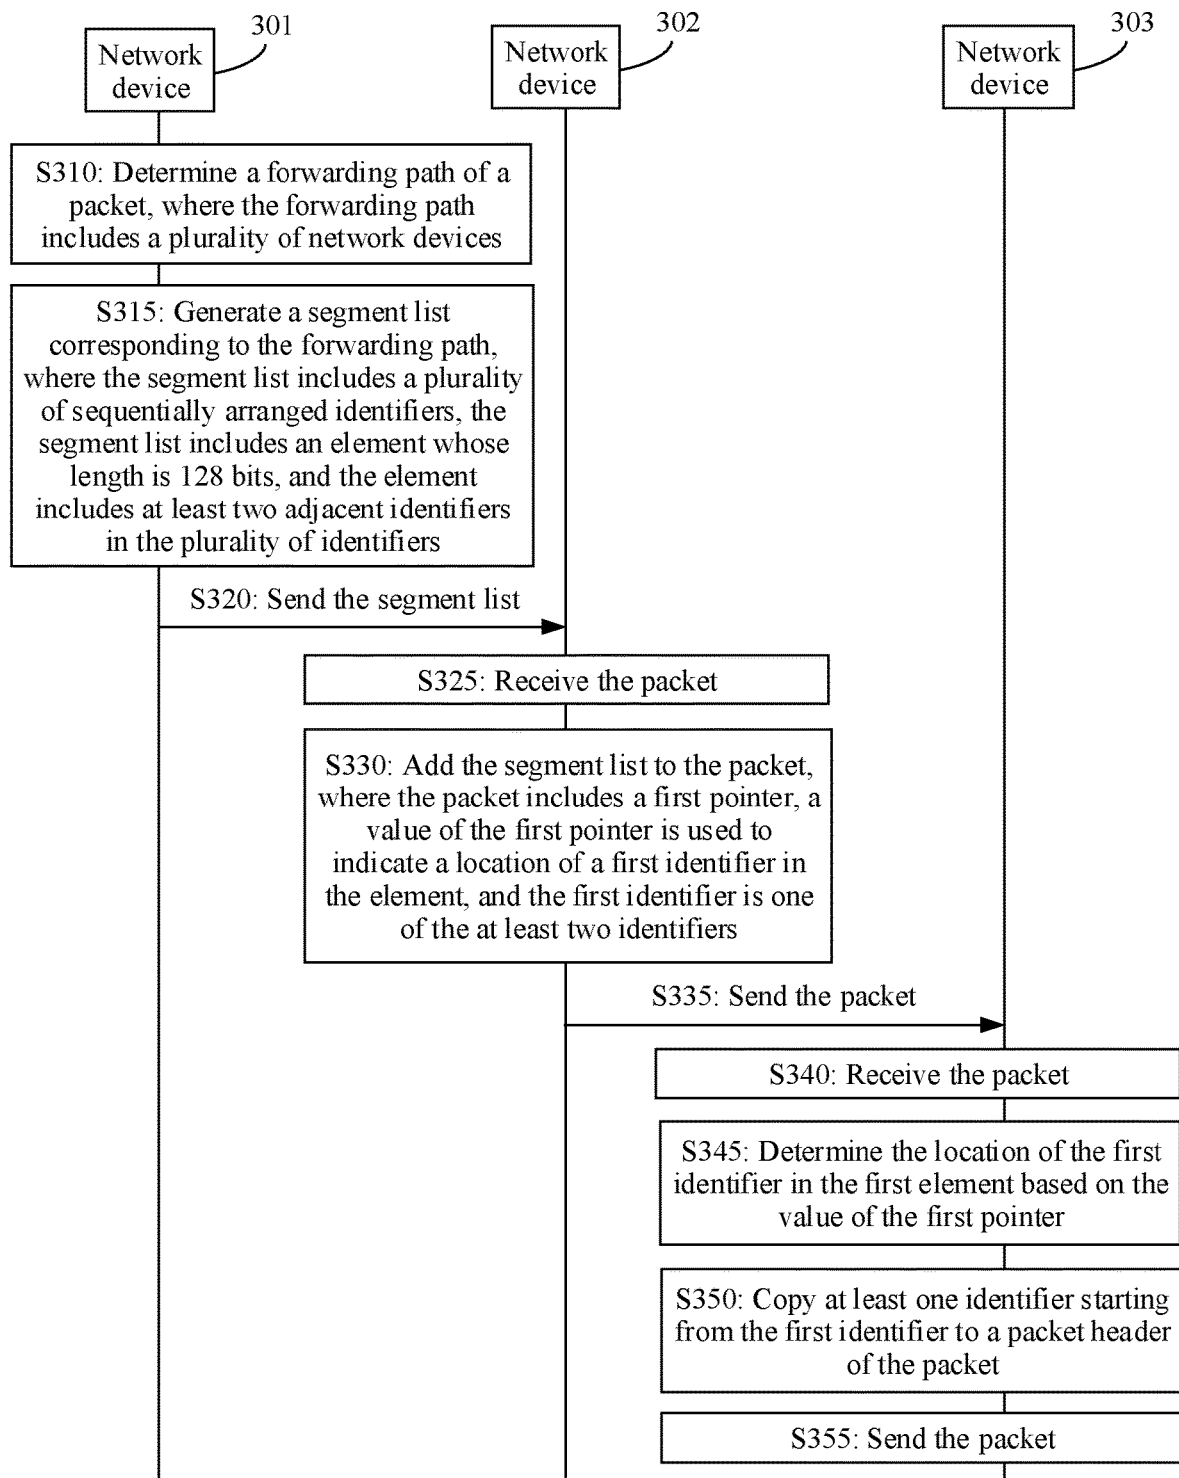 301
302
303
Network
device
Network
device
Network
device
S310: Determine a forwarding path of a
packet, where the forwarding path
includes a plurality of network devices
S315: Generate a segment list
corresponding to the forwarding path,
where the segment list includes a plurality
of sequentially arranged identifiers, the
segment list includes an element whose
length is 128 bits, and the element
includes at least two adjacent identifiers
in the plurality of identifiers
S320: Send the segment list
S325: Receive the packet
S330: Add the segment list to the packet,
where the packet includes a first pointer, a
value of the first pointer is used to
indicate a location of a first identifier in
the element, and the first identifier is one
of the at least two identifiers
S335: Send the packet
S340: Receive the packet
S345: Determine the location of the first
identifier in the first element based on the
value of the first pointer
S350: Copy at least one identifier starting
from the first identifier to a packet header
of the packet
S355: Send the packet